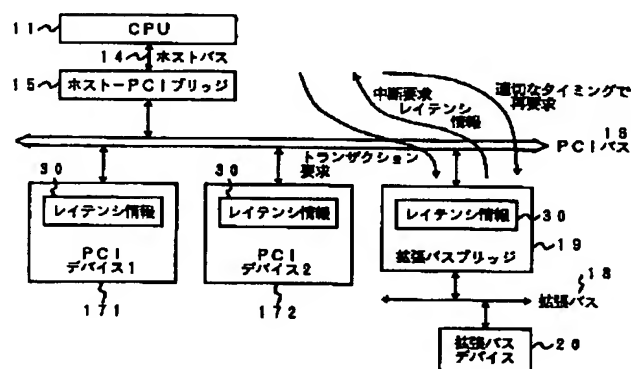 11
CPU
14
ホストバス
15
ホスト－PCIブリッジ
中断要求
レイテンシ
情報
適切なタイミングで
再要求
16
PCIバス
トランザクション
要求
30
レイテンシ情報
PCI
デバイス1
171
30
レイテンシ情報
PCI
デバイス2
172
レイテンシ情報
30
拡張バスブリッジ
19
18
拡張バス
拡張バス
デバイス
20